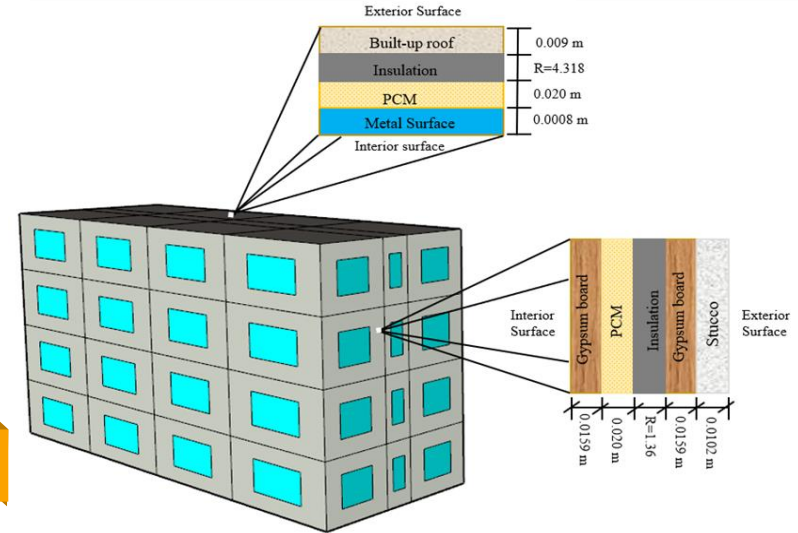 Exterior Surface
Built-up roof
0.009 m
Insulation
R=4.318
PCM
0.020 m
Metal Surface
0.0008 m
Interior surface
Interior
Surface
Gypsum board
PCM
Insulation
Gypsum board
Stucco
Exterior
Surface
0.0159 m
0.020 m
R=1.36
0.0159 m
0.0102 m